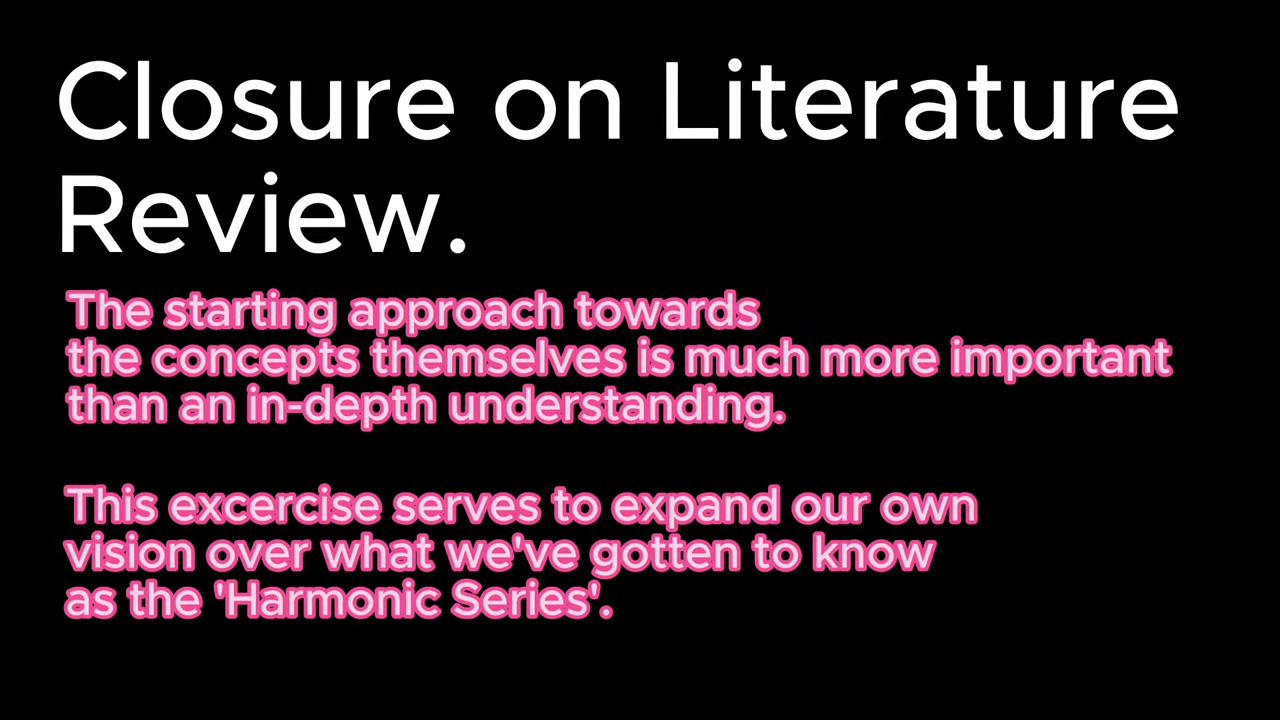 Closure on Literature
Review.
The starting approach towards
the concepts themselves is much more important
than an in-depth understanding.
This excercise serves to expand our own
vision over what we've gotten to know
as the 'Harmonic Series'.